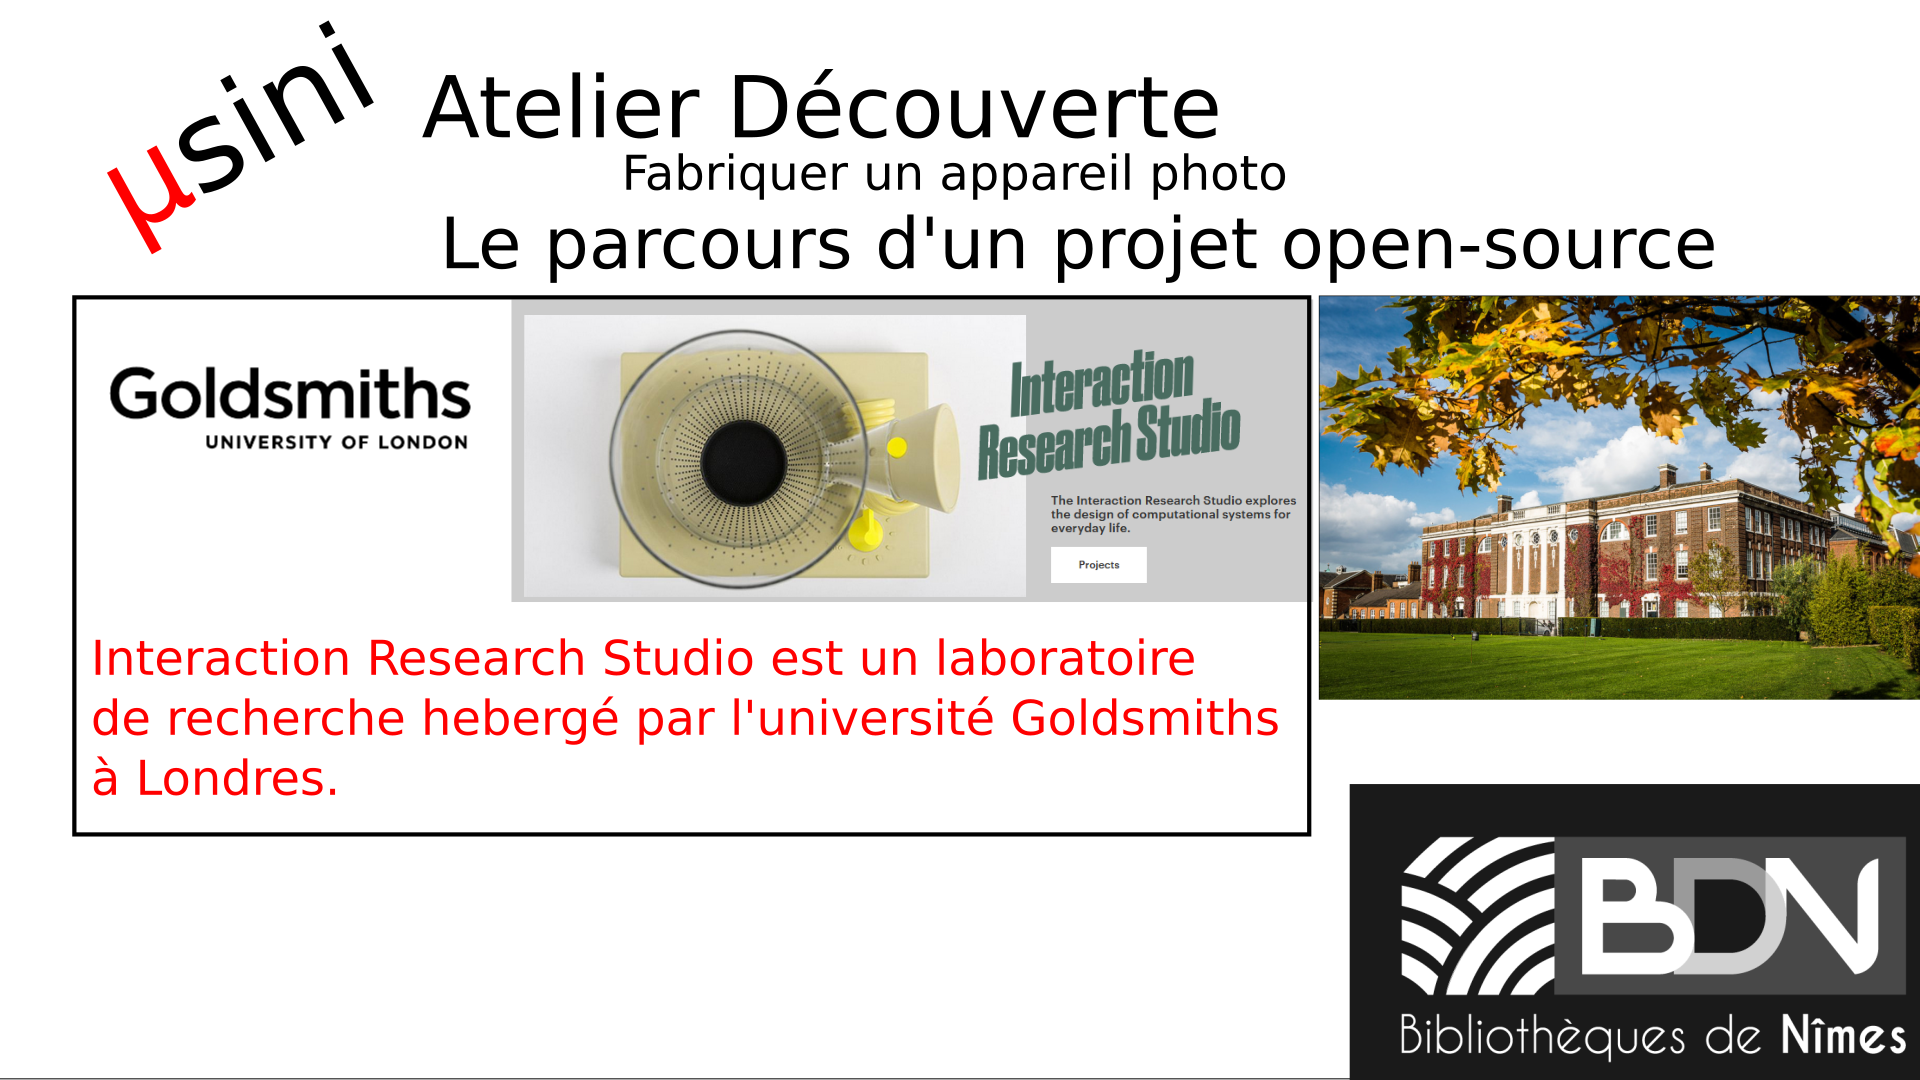 µsini
Atelier Découverte
Fabriquer un appareil photo
Le parcours d'un projet open-source
Goldsmiths
UNIVERSITY OF LONDON
Interaction
Research Studio
The Interaction Research Studio explores
the design of computational systems for
everyday life.
Projects
Interaction Research Studio est un laboratoire
de recherche hebergé par l'université Goldsmiths
à Londres.
BDN
Bibliothèques de Nîmes